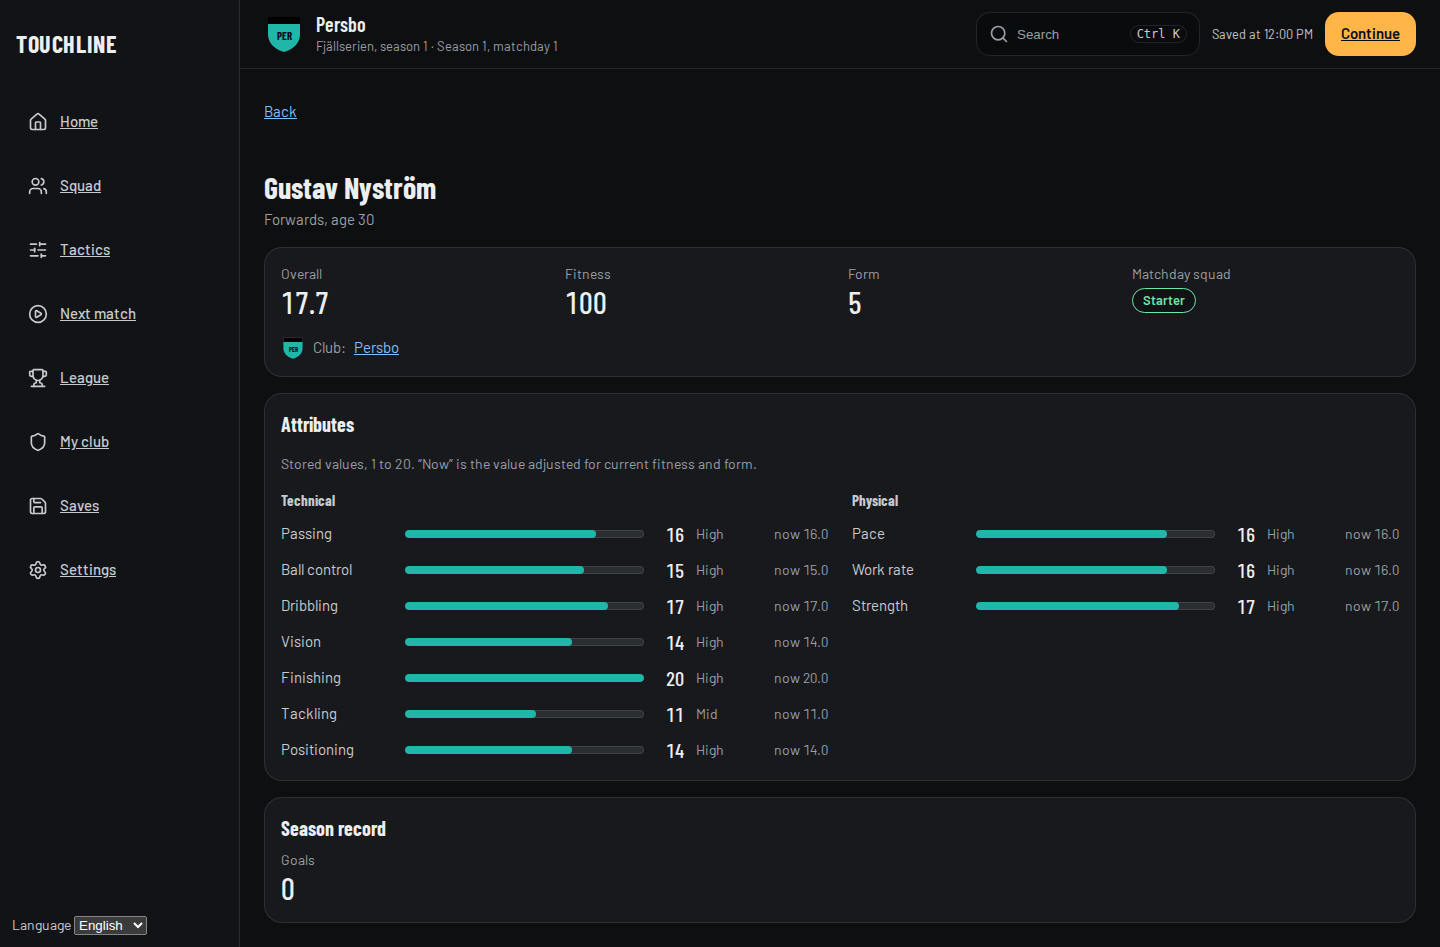 TOUCHLINE
Home
Squad
Tactics
Next match
League
My club
Saves
Settings
Language English
PER
Persbo
Fjällserien, season 1 · Season 1, matchday 1
Search Ctrl K
Saved at 12:00 PM
Continue
Back
Gustav Nyström
Forwards, age 30
Overall Fitness Form Matchday squad
17.7 100 5 Starter
PER Club: Persbo
Attributes
Stored values, 1 to 20. “Now” is the value adjusted for current fitness and form.
Technical
Passing 16 High now 16.0
Ball control 15 High now 15.0
Dribbling 17 High now 17.0
Vision 14 High now 14.0
Finishing 20 High now 20.0
Tackling 11 Mid now 11.0
Positioning 14 High now 14.0
Physical
Pace 16 High now 16.0
Work rate 16 High now 16.0
Strength 17 High now 17.0
Season record
Goals
0